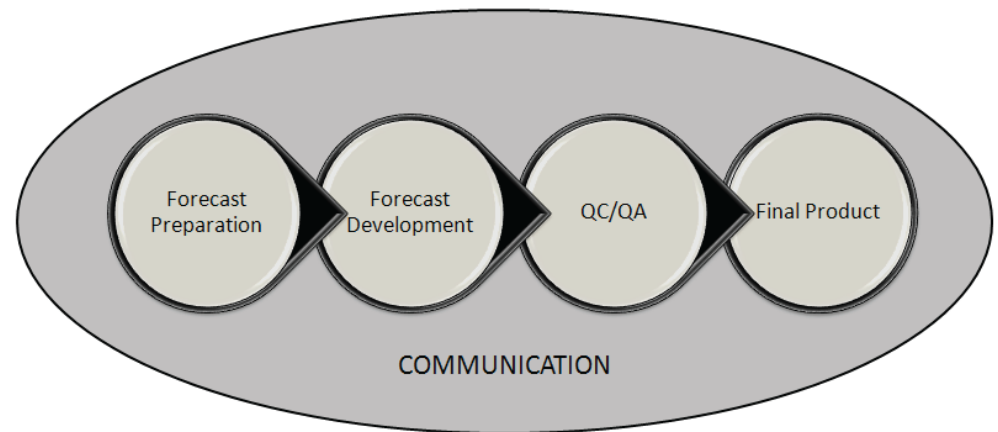 Forecast
Preparation
Forecast
Development
QC/QA
Final Product
COMMUNICATION